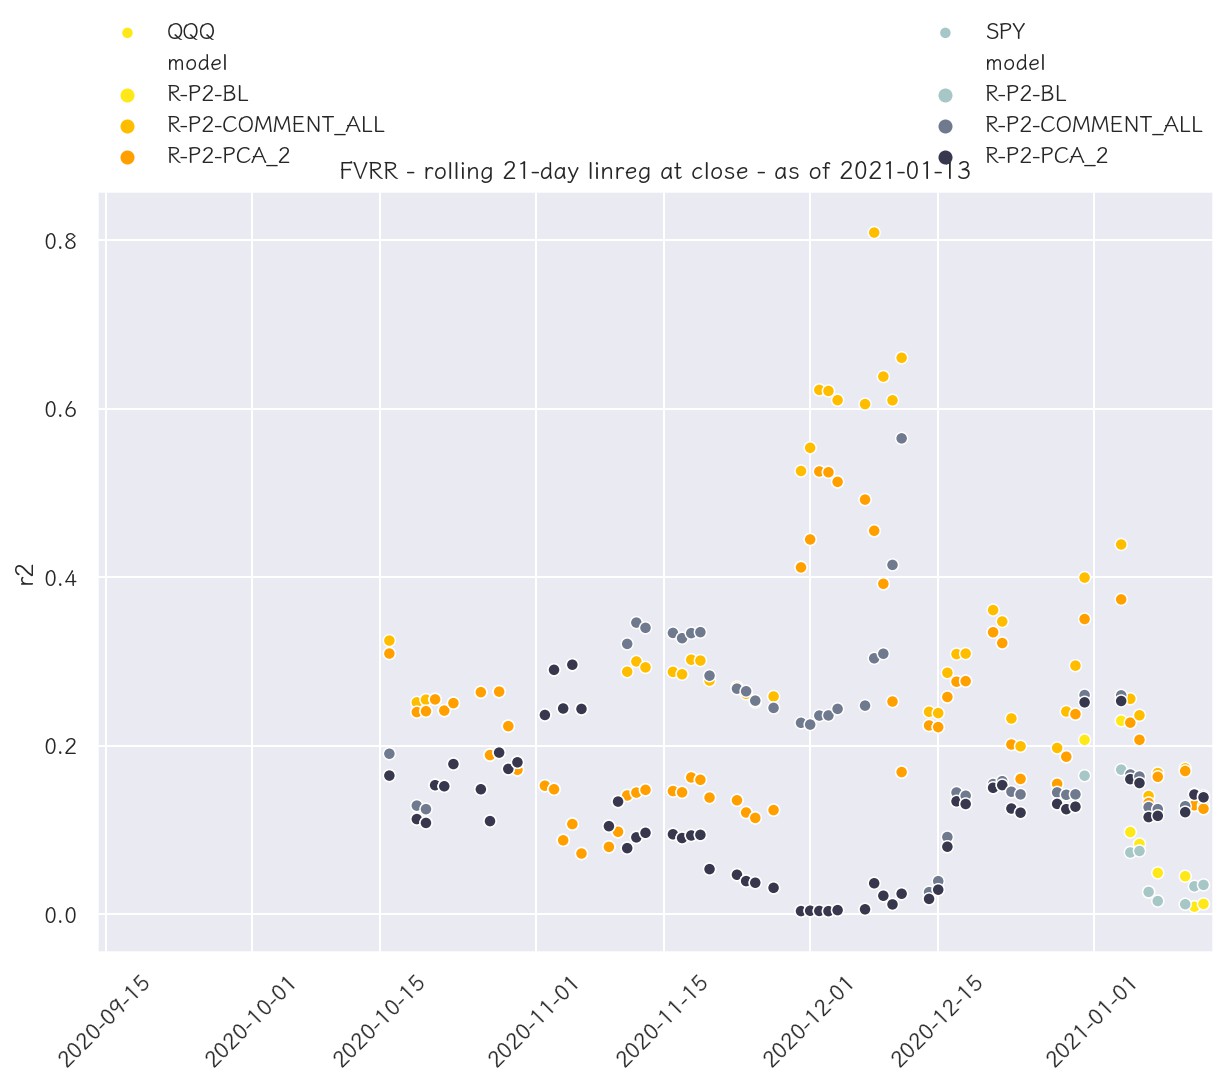 QQQ
model
R-P2-BL
R-P2-COMMENT_ALL
R-P2-PCA_2
SPY
model
R-P2-BL
R-P2-COMMENT_ALL
R-P2-PCA_2
FVRR - rolling 21-day linreg at close - as of 2021-01-13
r2
0.8
0.6
0.4
0.2
0.0
2020-09-15
2020-10-01
2020-10-15
2020-11-01
2020-11-15
2020-12-01
2020-12-15
2021-01-01